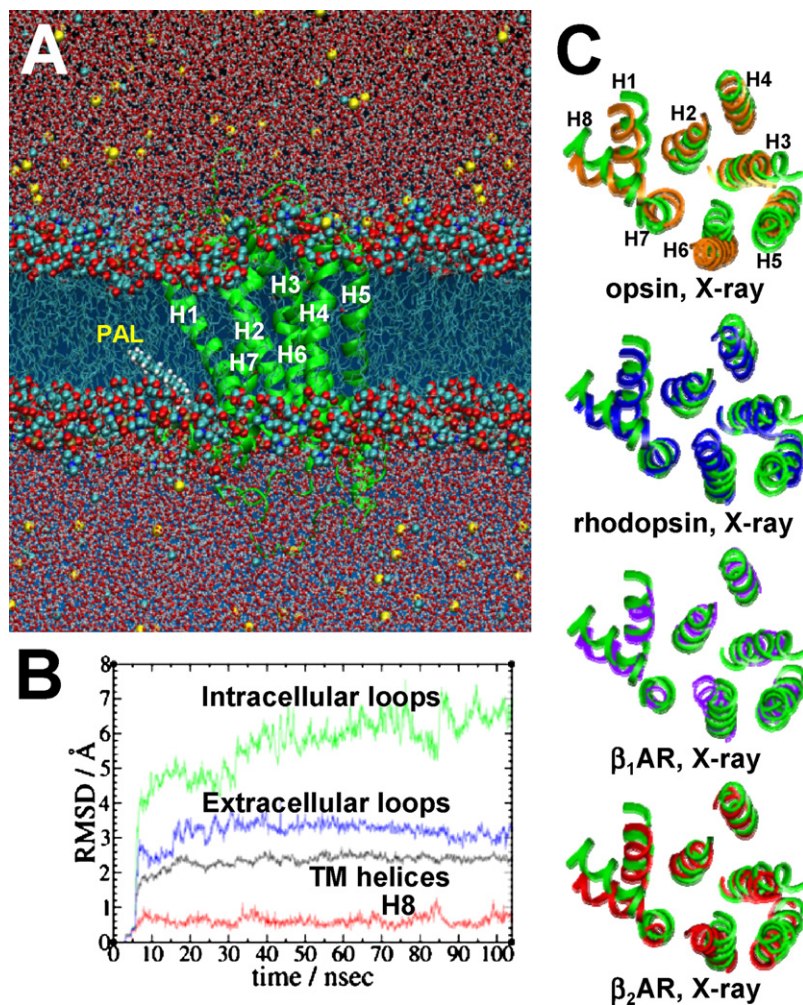 A
H1
H2
H3
H4
H5
H7
H6
PAL
B
8
7
6
5
4
3
2
1
0
RMSD / Å
Intracellular loops
Extracellular loops
TM helices
H8
0 10 20 30 40 50 60 70 80 90 100
time / nsec
C
H1
H4
H8
H2
H3
H7
H6
H5
opsin, X-ray
rhodopsin, X-ray
β₁AR, X-ray
β₂AR, X-ray